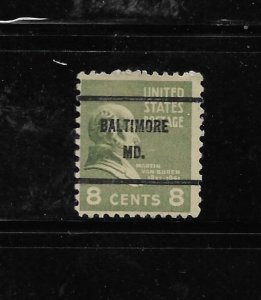 UNITED
STATES
POSTAGE
BALTIMORE
MD.
MARTIN
VAN BUREN
1837-1841
8 CENTS 8